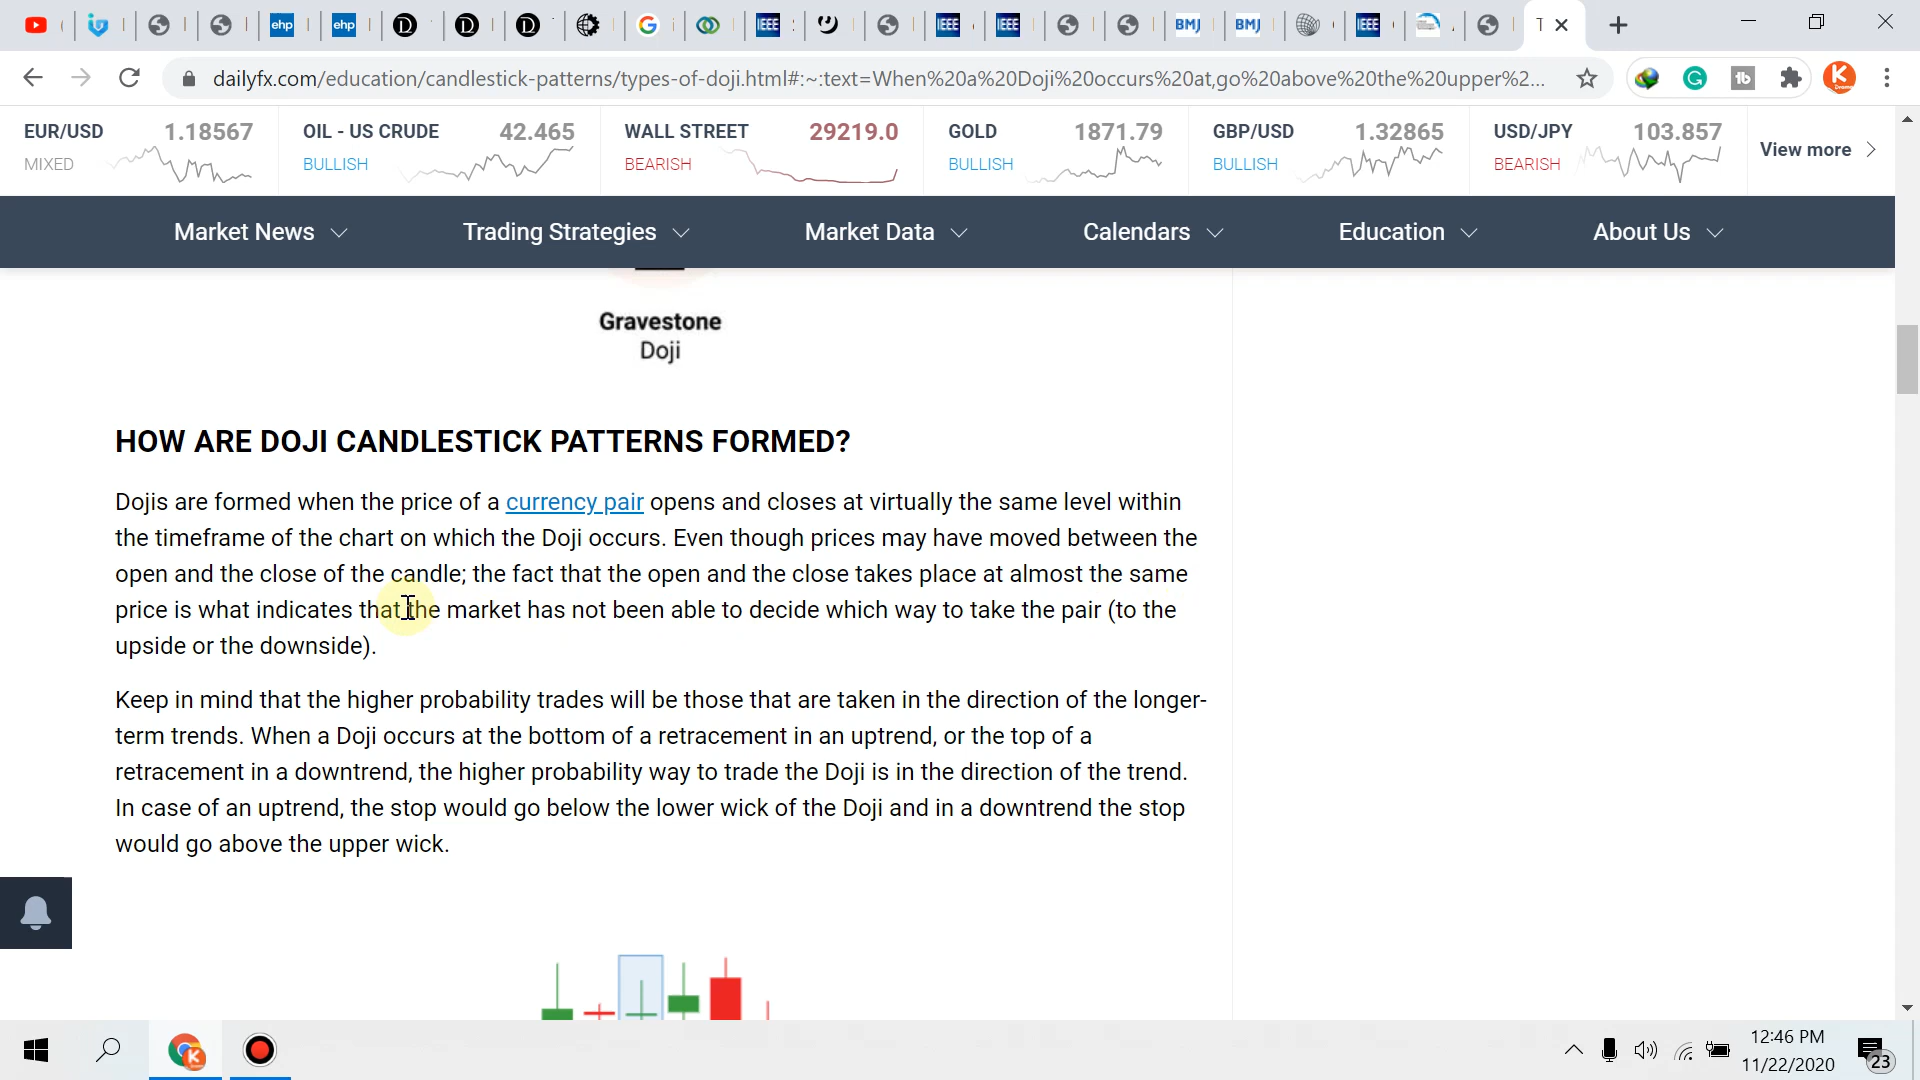 ehp
ehp
IEEE
IEEE
IEEE
BMJ
BMJ
IEEE
T
dailyfx.com/education/candlestick-patterns/types-of-doji.html#:~:text=When%20a%20Doji%20occurs%20at,go%20above%20the%20upper%2...
EUR/USD 1.18567
MIXED
OIL - US CRUDE 42.465
BULLISH
WALL STREET 29219.0
BEARISH
GOLD 1871.79
BULLISH
GBP/USD 1.32865
BULLISH
USD/JPY 103.857
BEARISH
View more
Market News Trading Strategies Market Data Calendars Education About Us
Gravestone
Doji
HOW ARE DOJI CANDLESTICK PATTERNS FORMED?
Dojis are formed when the price of a currency pair opens and closes at virtually the same level within
the timeframe of the chart on which the Doji occurs. Even though prices may have moved between the
open and the close of the candle; the fact that the open and the close takes place at almost the same
price is what indicates that the market has not been able to decide which way to take the pair (to the
upside or the downside).
Keep in mind that the higher probability trades will be those that are taken in the direction of the longer-
term trends. When a Doji occurs at the bottom of a retracement in an uptrend, or the top of a
retracement in a downtrend, the higher probability way to trade the Doji is in the direction of the trend.
In case of an uptrend, the stop would go below the lower wick of the Doji and in a downtrend the stop
would go above the upper wick.
12:46 PM
11/22/2020
23